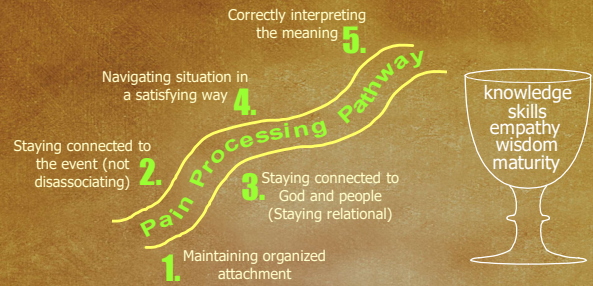 Correctly interpreting
the meaning 5.
Navigating situation in
a satisfying way 4.
Staying connected to
the event (not
disassociating) 2.
Pain Processing Pathway
3. Staying connected to
God and people
(Staying relational)
1. Maintaining organized
attachment
knowledge
skills
empathy
wisdom
maturity